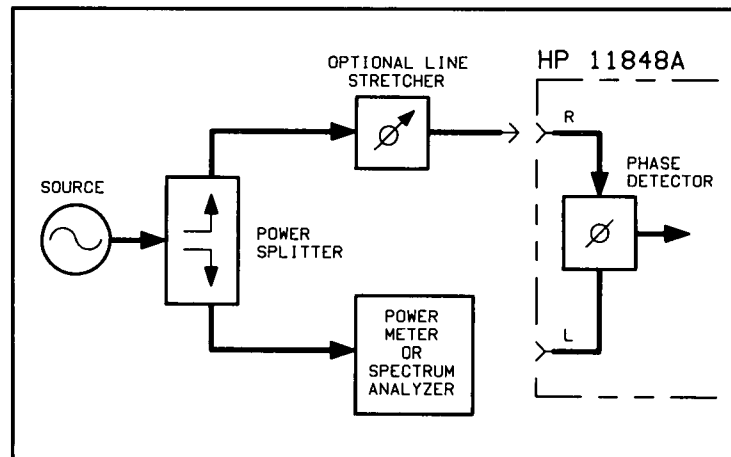 OPTIONAL LINE
STRETCHER
HP 11848A
R
PHASE
DETECTOR
SOURCE
POWER
SPLITTER
POWER
METER
OR
SPECTRUM
ANALYZER
L